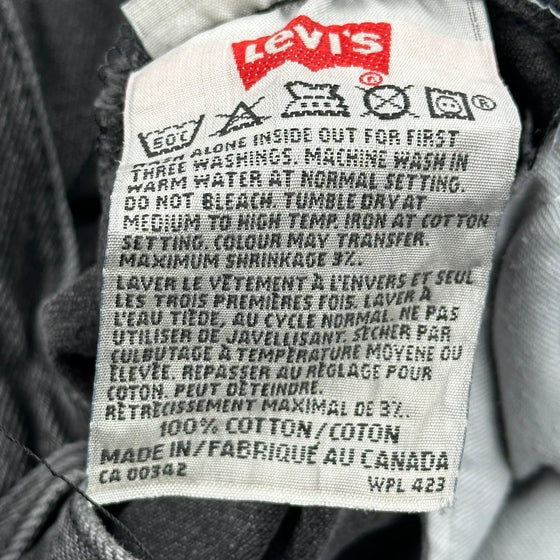 LEVI'S
®
50C
®
WASH ALONE INSIDE OUT FOR FIRST
THREE WASHINGS. MACHINE WASH IN
WARM WATER AT NORMAL SETTING.
DO NOT BLEACH. TUMBLE DRY AT
MEDIUM TO HIGH TEMP. IRON AT COTTON
SETTING. COLOUR MAY TRANSFER.
MAXIMUM SHRINKAGE 3%.
LAVER LE VÊTEMENT À L'ENVERS ET SEUL
LES TROIS PREMIÈRES FOIS. LAVER À
L'EAU TIÈDE, AU CYCLE NORMAL. NE PAS
UTILISER DE JAVELLISANT. SÉCHER PAR
CULBUTAGE À TEMPÉRATURE MOYENE OU
ÉLEVÉE. REPASSER AU RÉGLAGE POUR
COTON. PEUT DÉTEINDRE.
RÉTRÉCISSEMENT MAXIMAL DE 3%.
100% COTTON/COTON
MADE IN/FABRIQUÉ AU CANADA
CA 00342 WPL 423